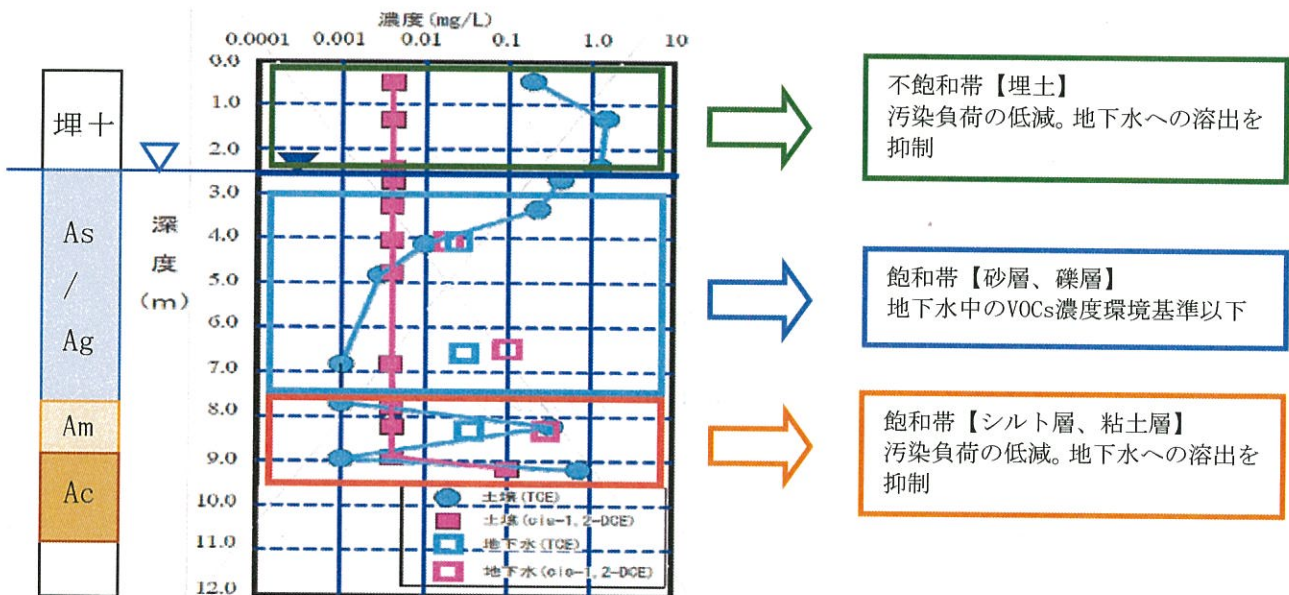 濃度(mg/L)
0.0001 0.001 0.01 0.1 1.0 10
0.0
1.0
2.0
3.0
4.0
5.0
6.0
7.0
8.0
9.0
10.0
11.0
12.0
深度(m)
埋土
As
/
Ag
Am
Ac
土壌(TCE)
土壌(cis-1,2-DCE)
地下水(TCE)
地下水(cis-1,2-DCE)
不飽和帯【埋土】
汚染負荷の低減。地下水への溶出を
抑制
飽和帯【砂層、礫層】
地下水中のVOCs濃度環境基準以下
飽和帯【シルト層、粘土層】
汚染負荷の低減。地下水への溶出を
抑制